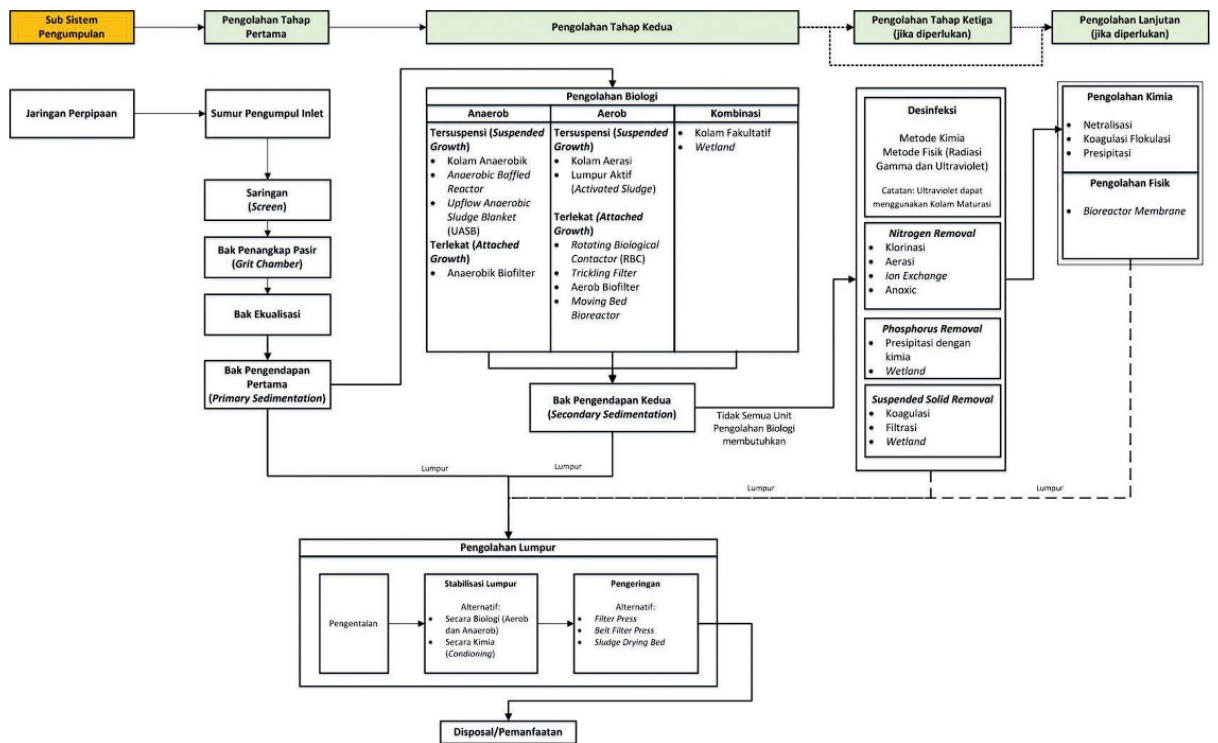 Sub Sistem
Pengumpulan
Pengolahan Tahap
Pertama
Pengolahan Tahap Kedua
Pengolahan Tahap Ketiga
(jika diperlukan)
Pengolahan Lanjutan
(jika diperlukan)
Jaringan Perpipaan
Sumur Pengumpul Inlet
Saringan
(Screen)
Bak Penangkap Pasir
(Grit Chamber)
Bak Ekualisasi
Bak Pengendapan
Pertama
(Primary Sedimentation)
Pengolahan Biologi
Anaerob
Tersuspensi (Suspended
Growth)
• Kolam Anaerobik
• Anaerobic Baffled
Reactor
• Upflow Anaerobic
Sludge Blanket
(UASB)
Terlekat (Attached
Growth)
• Anaerobik Biofilter
Aerob
Tersuspensi (Suspended
Growth)
• Kolam Aerasi
• Lumpur Aktif
(Activated Sludge)
Terlekat (Attached
Growth)
• Rotating Biological
Contactor (RBC)
• Trickling Filter
• Aerob Biofilter
• Moving Bed
Bioreactor
Kombinasi
• Kolam Fakultatif
• Wetland
Bak Pengendapan Kedua
(Secondary Sedimentation)
Tidak Semua Unit
Pengolahan Biologi
membutuhkan
Desinfeksi
Metode Kimia
Metode Fisik (Radiasi
Gamma dan Ultraviolet)
Catatan: Ultraviolet dapat
menggunakan Kolam Maturasi
Nitrogen Removal
• Klorinasi
• Aerasi
• Ion Exchange
• Anoxic
Phosphorus Removal
• Presipitasi dengan
kimia
• Wetland
Suspended Solid Removal
• Koagulasi
• Filtrasi
• Wetland
Pengolahan Kimia
• Netralisasi
• Koagulasi Flokulasi
• Presipitasi
Pengolahan Fisik
• Bioreactor Membrane
Lumpur
Lumpur
Lumpur
Lumpur
Pengolahan Lumpur
Pengentalan
Stabilisasi Lumpur
Alternatif:
• Secara Biologi (Aerob
dan Anaerob)
• Secara Kimia
(Condioning)
Pengeringan
Alternatif:
• Filter Press
• Belt Filter Press
• Sludge Drying Bed
Disposal/Pemanfaatan